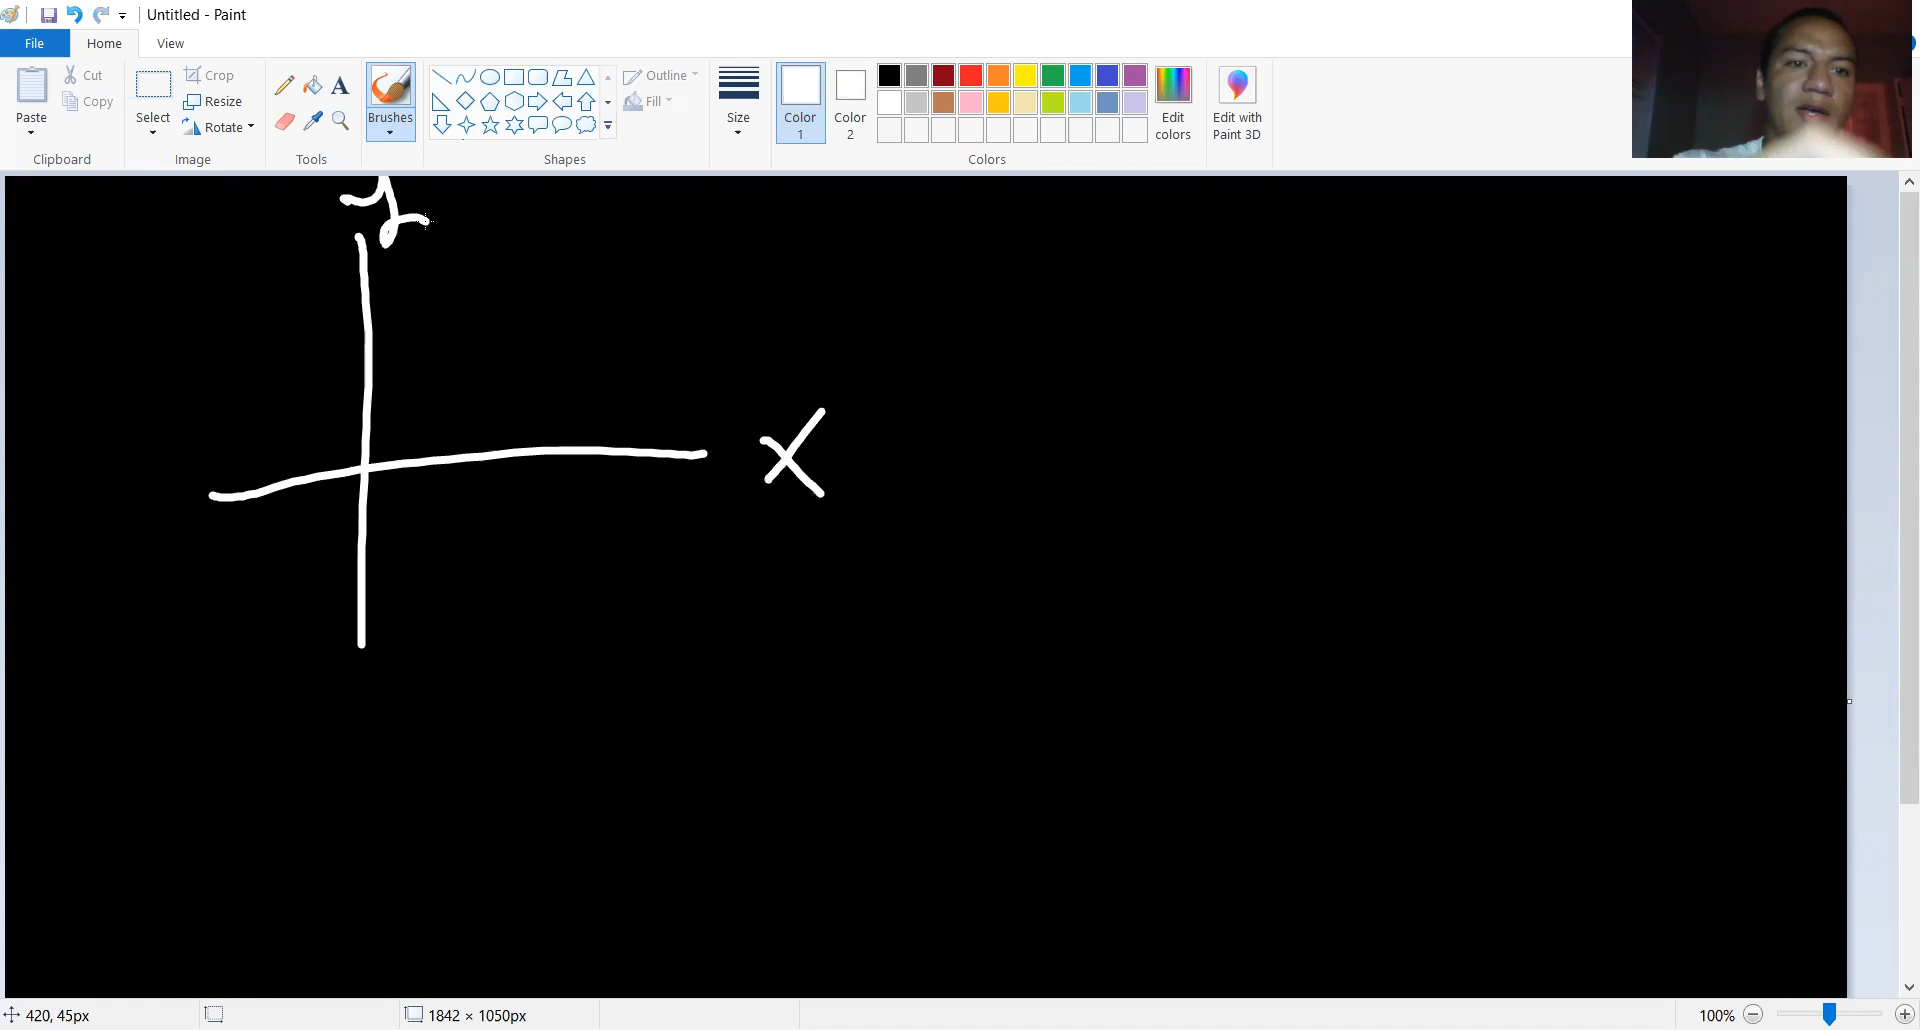 Untitled - Paint
File Home View
Paste Cut Copy Select Crop Resize Rotate Brushes Outline Fill Size Color 1 Color 2 Edit colors Edit with Paint 3D
Clipboard Image Tools Shapes Colors
y
x
420, 45px 1842 × 1050px 100%